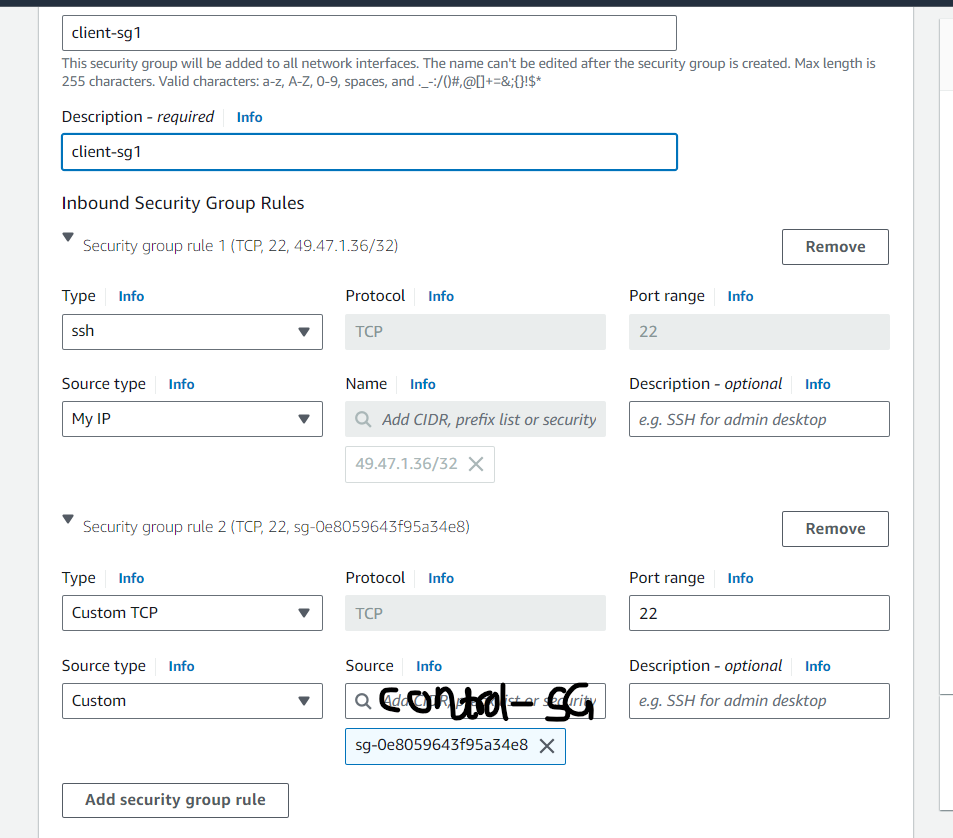 client-sg1
This security group will be added to all network interfaces. The name can't be edited after the security group is created. Max length is
255 characters. Valid characters: a-z, A-Z, 0-9, spaces, and ._-:/()#,@[]+=&;{}!$*
Description - required Info
client-sg1
Inbound Security Group Rules
Security group rule 1 (TCP, 22, 49.47.1.36/32)
Remove
Type Info Protocol Info Port range Info
ssh TCP 22
Source type Info Name Info Description - optional Info
My IP Add CIDR, prefix list or security e.g. SSH for admin desktop
49.47.1.36/32
Security group rule 2 (TCP, 22, sg-0e8059643f95a34e8)
Remove
Type Info Protocol Info Port range Info
Custom TCP TCP 22
Source type Info Source Info Description - optional Info
Custom Add CIDR, prefix list or security control-SG e.g. SSH for admin desktop
sg-0e8059643f95a34e8
Add security group rule